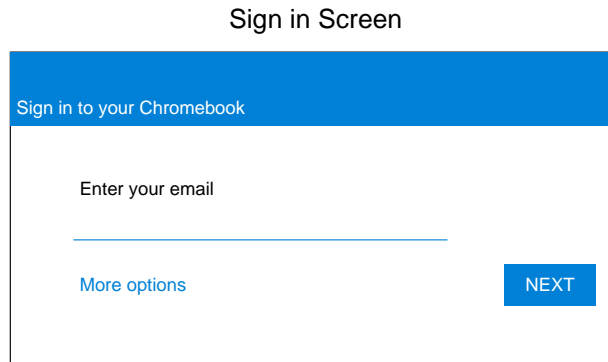 Sign in Screen
Sign in to your Chromebook
Enter your email
More options
NEXT